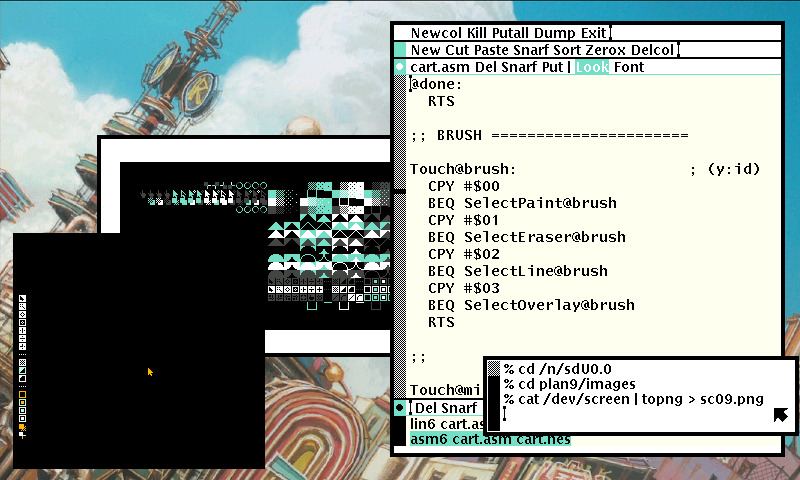 Newcol Kill Putall Dump Exit
New Cut Paste Snarf Sort Zerox Delcol
cart.asm Del Snarf Put | Look Font
@done:
RTS
;; BRUSH ======================
Touch@brush: ; (y:id)
CPY #$00
BEQ SelectPaint@brush
CPY #$01
BEQ SelectEraser@brush
CPY #$02
BEQ SelectLine@brush
CPY #$03
BEQ SelectOverlay@brush
RTS
;;
Touch@mi
Del Snarf
lin6 cart.as
asm6 cart.asm cart.nes
% cd /n/sdU0.0
% cd plan9/images
% cat /dev/screen | topng > sc09.png